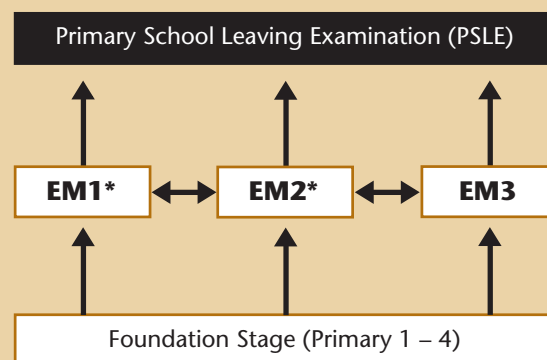 Primary School Leaving Examination (PSLE)
EM1* EM2* EM3
Foundation Stage (Primary 1 – 4)